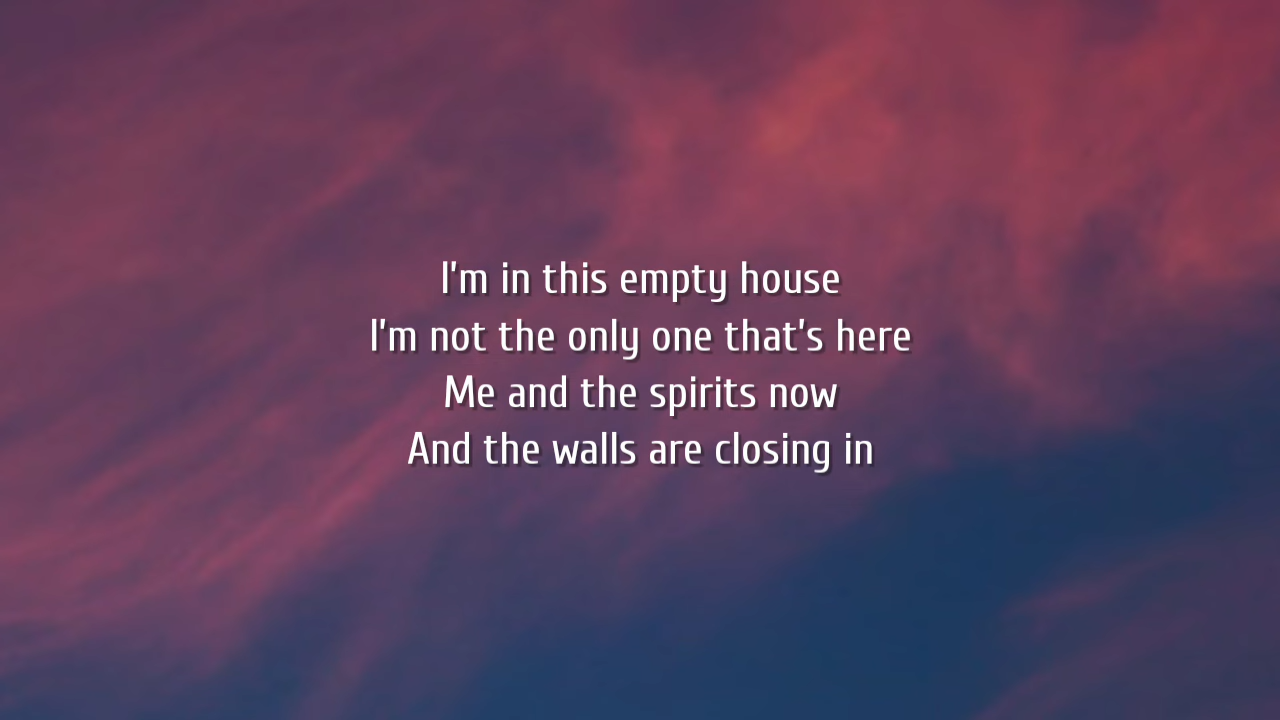 I'm in this empty house
I'm not the only one that's here
Me and the spirits now
And the walls are closing in